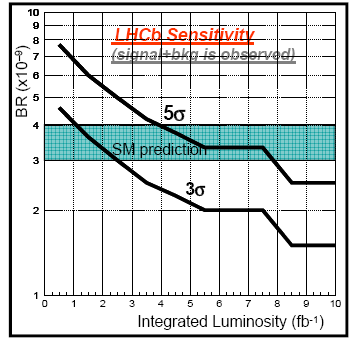 LHCb Sensitivity
(signal+bkg is observed)
BR (x10⁻⁹)
10
9
8
7
6
5
4
3
2
1
5σ
SM prediction
3σ
0 1 2 3 4 5 6 7 8 9 10
Integrated Luminosity (fb⁻¹)